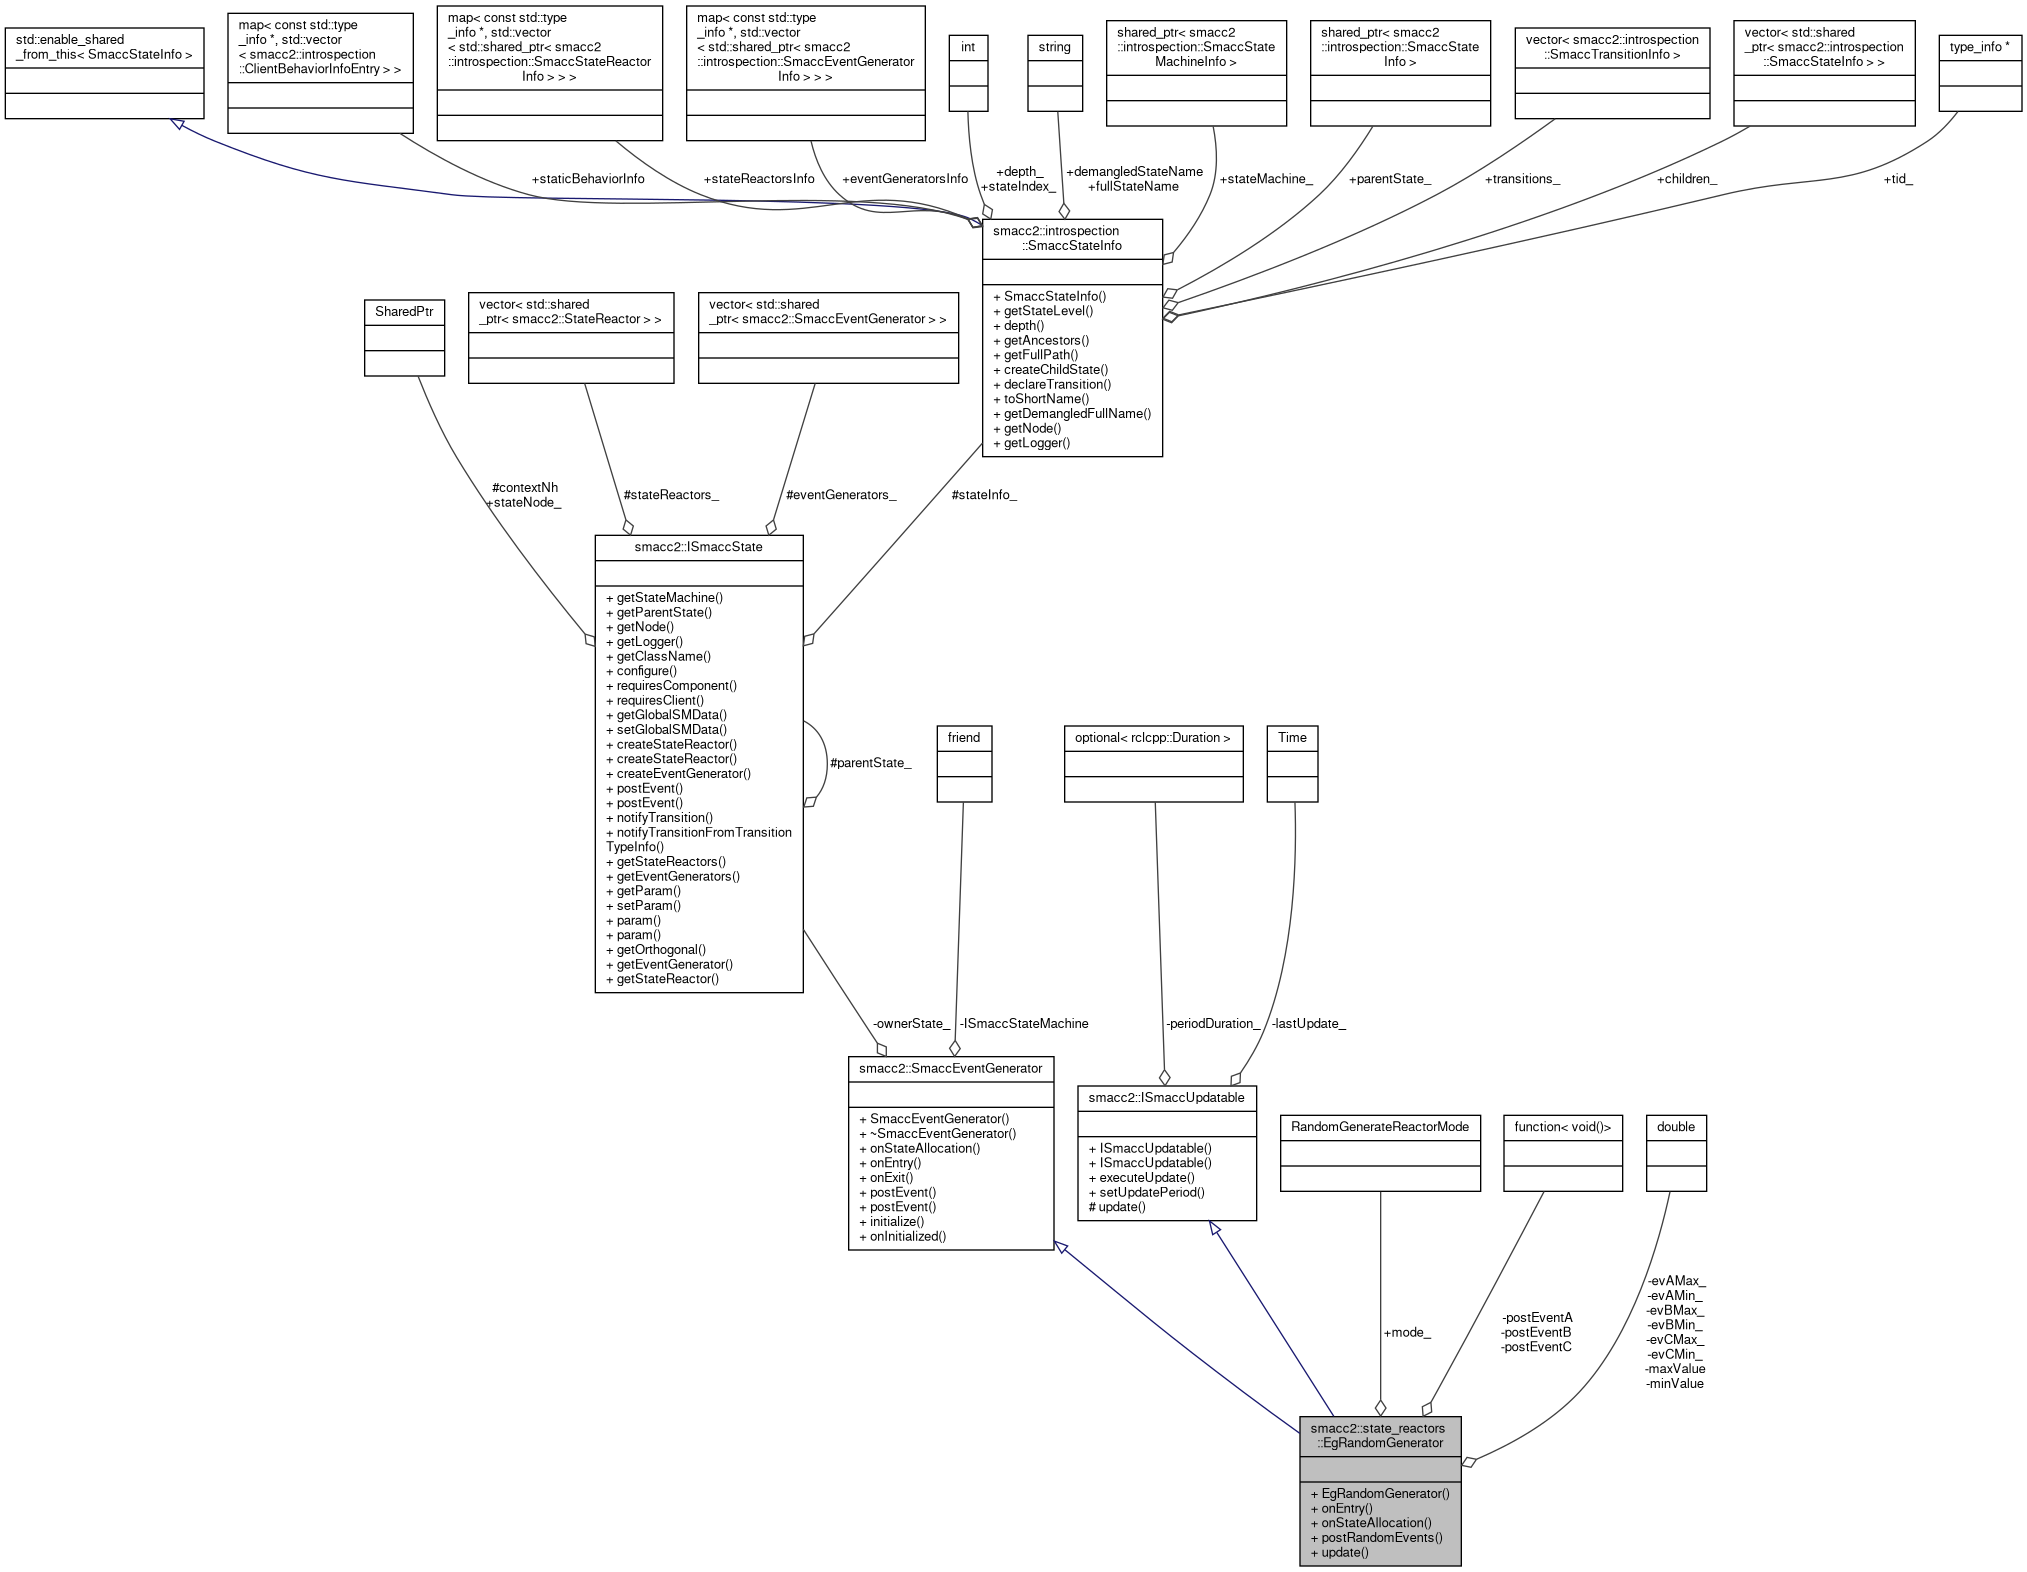 std::enable_shared
_from_this< SmaccStateInfo >
map< const std::type
_info *, std::vector
< smacc2::introspection
::ClientBehaviorInfoEntry > >
map< const std::type
_info *, std::vector
< std::shared_ptr< smacc2
::introspection::SmaccStateReactor
Info > > >
map< const std::type
_info *, std::vector
< std::shared_ptr< smacc2
::introspection::SmaccEventGenerator
Info > > >
int
string
shared_ptr< smacc2
::introspection::SmaccState
MachineInfo >
shared_ptr< smacc2
::introspection::SmaccState
Info >
vector< smacc2::introspection
::SmaccTransitionInfo >
vector< std::shared
_ptr< smacc2::introspection
::SmaccStateInfo > >
type_info *
+staticBehaviorInfo
+stateReactorsInfo
+eventGeneratorsInfo
+depth_
+stateIndex_
+demangledStateName
+fullStateName
+stateMachine_
+parentState_
+transitions_
+children_
+tid_
smacc2::introspection
::SmaccStateInfo
+ SmaccStateInfo()
+ getStateLevel()
+ depth()
+ getAncestors()
+ getFullPath()
+ createChildState()
+ declareTransition()
+ toShortName()
+ getDemangledFullName()
+ getNode()
+ getLogger()
SharedPtr
vector< std::shared
_ptr< smacc2::StateReactor > >
vector< std::shared
_ptr< smacc2::SmaccEventGenerator > >
#contextNh
+stateNode_
#stateReactors_
#eventGenerators_
#stateInfo_
smacc2::ISmaccState
+ getStateMachine()
+ getParentState()
+ getNode()
+ getLogger()
+ getClassName()
+ configure()
+ requiresComponent()
+ requiresClient()
+ getGlobalSMData()
+ setGlobalSMData()
+ createStateReactor()
+ createStateReactor()
+ createEventGenerator()
+ postEvent()
+ postEvent()
+ notifyTransition()
+ notifyTransitionFromTransition
TypeInfo()
+ getStateReactors()
+ getEventGenerators()
+ getParam()
+ setParam()
+ param()
+ param()
+ getOrthogonal()
+ getEventGenerator()
+ getStateReactor()
#parentState_
friend
optional< rclcpp::Duration >
Time
-ownerState_
-ISmaccStateMachine
-periodDuration_
-lastUpdate_
smacc2::SmaccEventGenerator
+ SmaccEventGenerator()
+ ~SmaccEventGenerator()
+ onStateAllocation()
+ onEntry()
+ onExit()
+ postEvent()
+ postEvent()
+ initialize()
+ onInitialized()
smacc2::ISmaccUpdatable
+ ISmaccUpdatable()
+ ISmaccUpdatable()
+ executeUpdate()
+ setUpdatePeriod()
# update()
RandomGenerateReactorMode
function< void()>
double
+mode_
-postEventA
-postEventB
-postEventC
-evAMax_
-evAMin_
-evBMax_
-evBMin_
-evCMax_
-evCMin_
-maxValue
-minValue
smacc2::state_reactors
::EgRandomGenerator
+ EgRandomGenerator()
+ onEntry()
+ onStateAllocation()
+ postRandomEvents()
+ update()